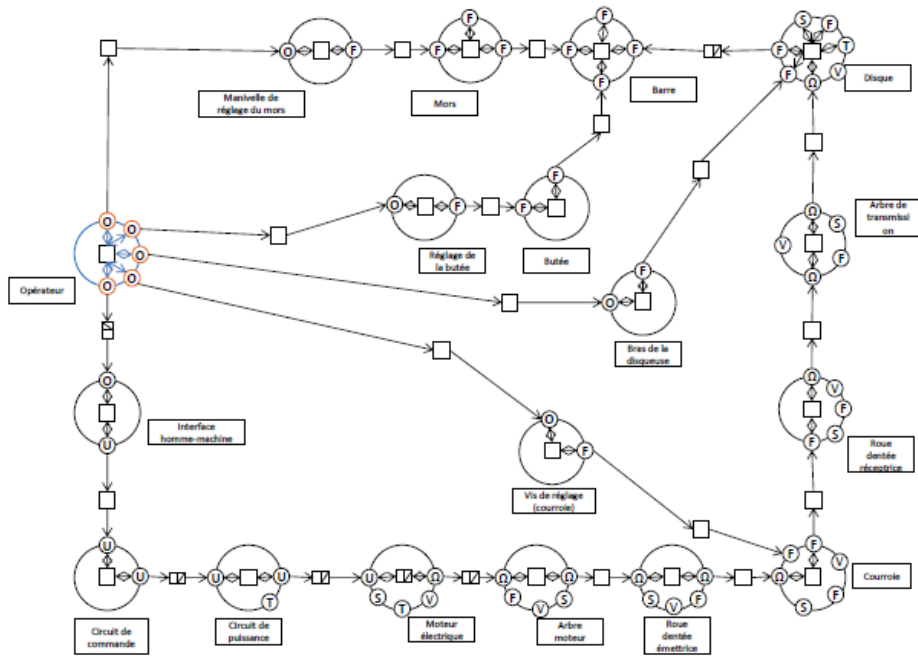 F
F
S
F
O
F
F
F
F
F
F
T
V
F
F
Ω
Manivelle de
réglage du mors
Mors
Barre
Disque
F
O
F
F
Réglage de
la butée
Butée
O
O
O
O
O
Opérateur
Ω
S
V
F
Ω
Arbre de
transmissi
on
F
O
Bras de la
disqueuse
O
U
Interface
homme-machine
Ω
V
F
S
F
Roue
dentée
réceptrice
O
F
Vis de réglage
(courroie)
U
U
Circuit de
commande
U
U
T
Circuit de
puissance
U
Ω
S
T
V
Moteur
électrique
Ω
Ω
F
V
S
Arbre
moteur
Ω
Ω
S
V
F
Roue
dentée
émettrice
F
F
V
Ω
S
F
Courroie